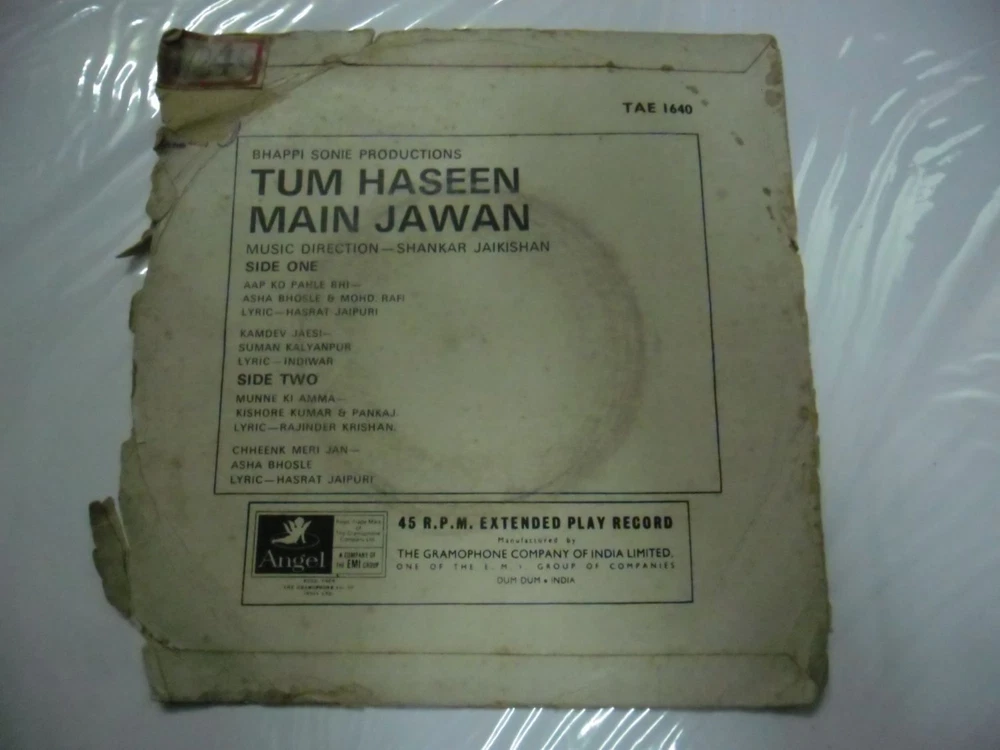 TAE 1640
BHAPPI SONIE PRODUCTIONS
TUM HASEEN
MAIN JAWAN
MUSIC DIRECTION—SHANKAR JAIKISHAN
SIDE ONE
AAP KO PAHLE BHI—
ASHA BHOSLE & MOHD. RAFI
LYRIC—HASRAT JAIPURI
KAMDEV JAESI—
SUMAN KALYANPUR
LYRIC—INDIWAR
SIDE TWO
MUNNE KI AMMA—
KISHORE KUMAR & PANKAJ
LYRIC—RAJINDER KRISHAN.
CHHEENK MERI JAN—
ASHA BHOSLE
LYRIC—HASRAT JAIPURI
Angel
A COMPANY OF
THE EMI GROUP
45 R.P.M. EXTENDED PLAY RECORD
Manufactured by
THE GRAMOPHONE COMPANY OF INDIA LIMITED.
ONE OF THE E.M.I. GROUP OF COMPANIES
DUM DUM • INDIA